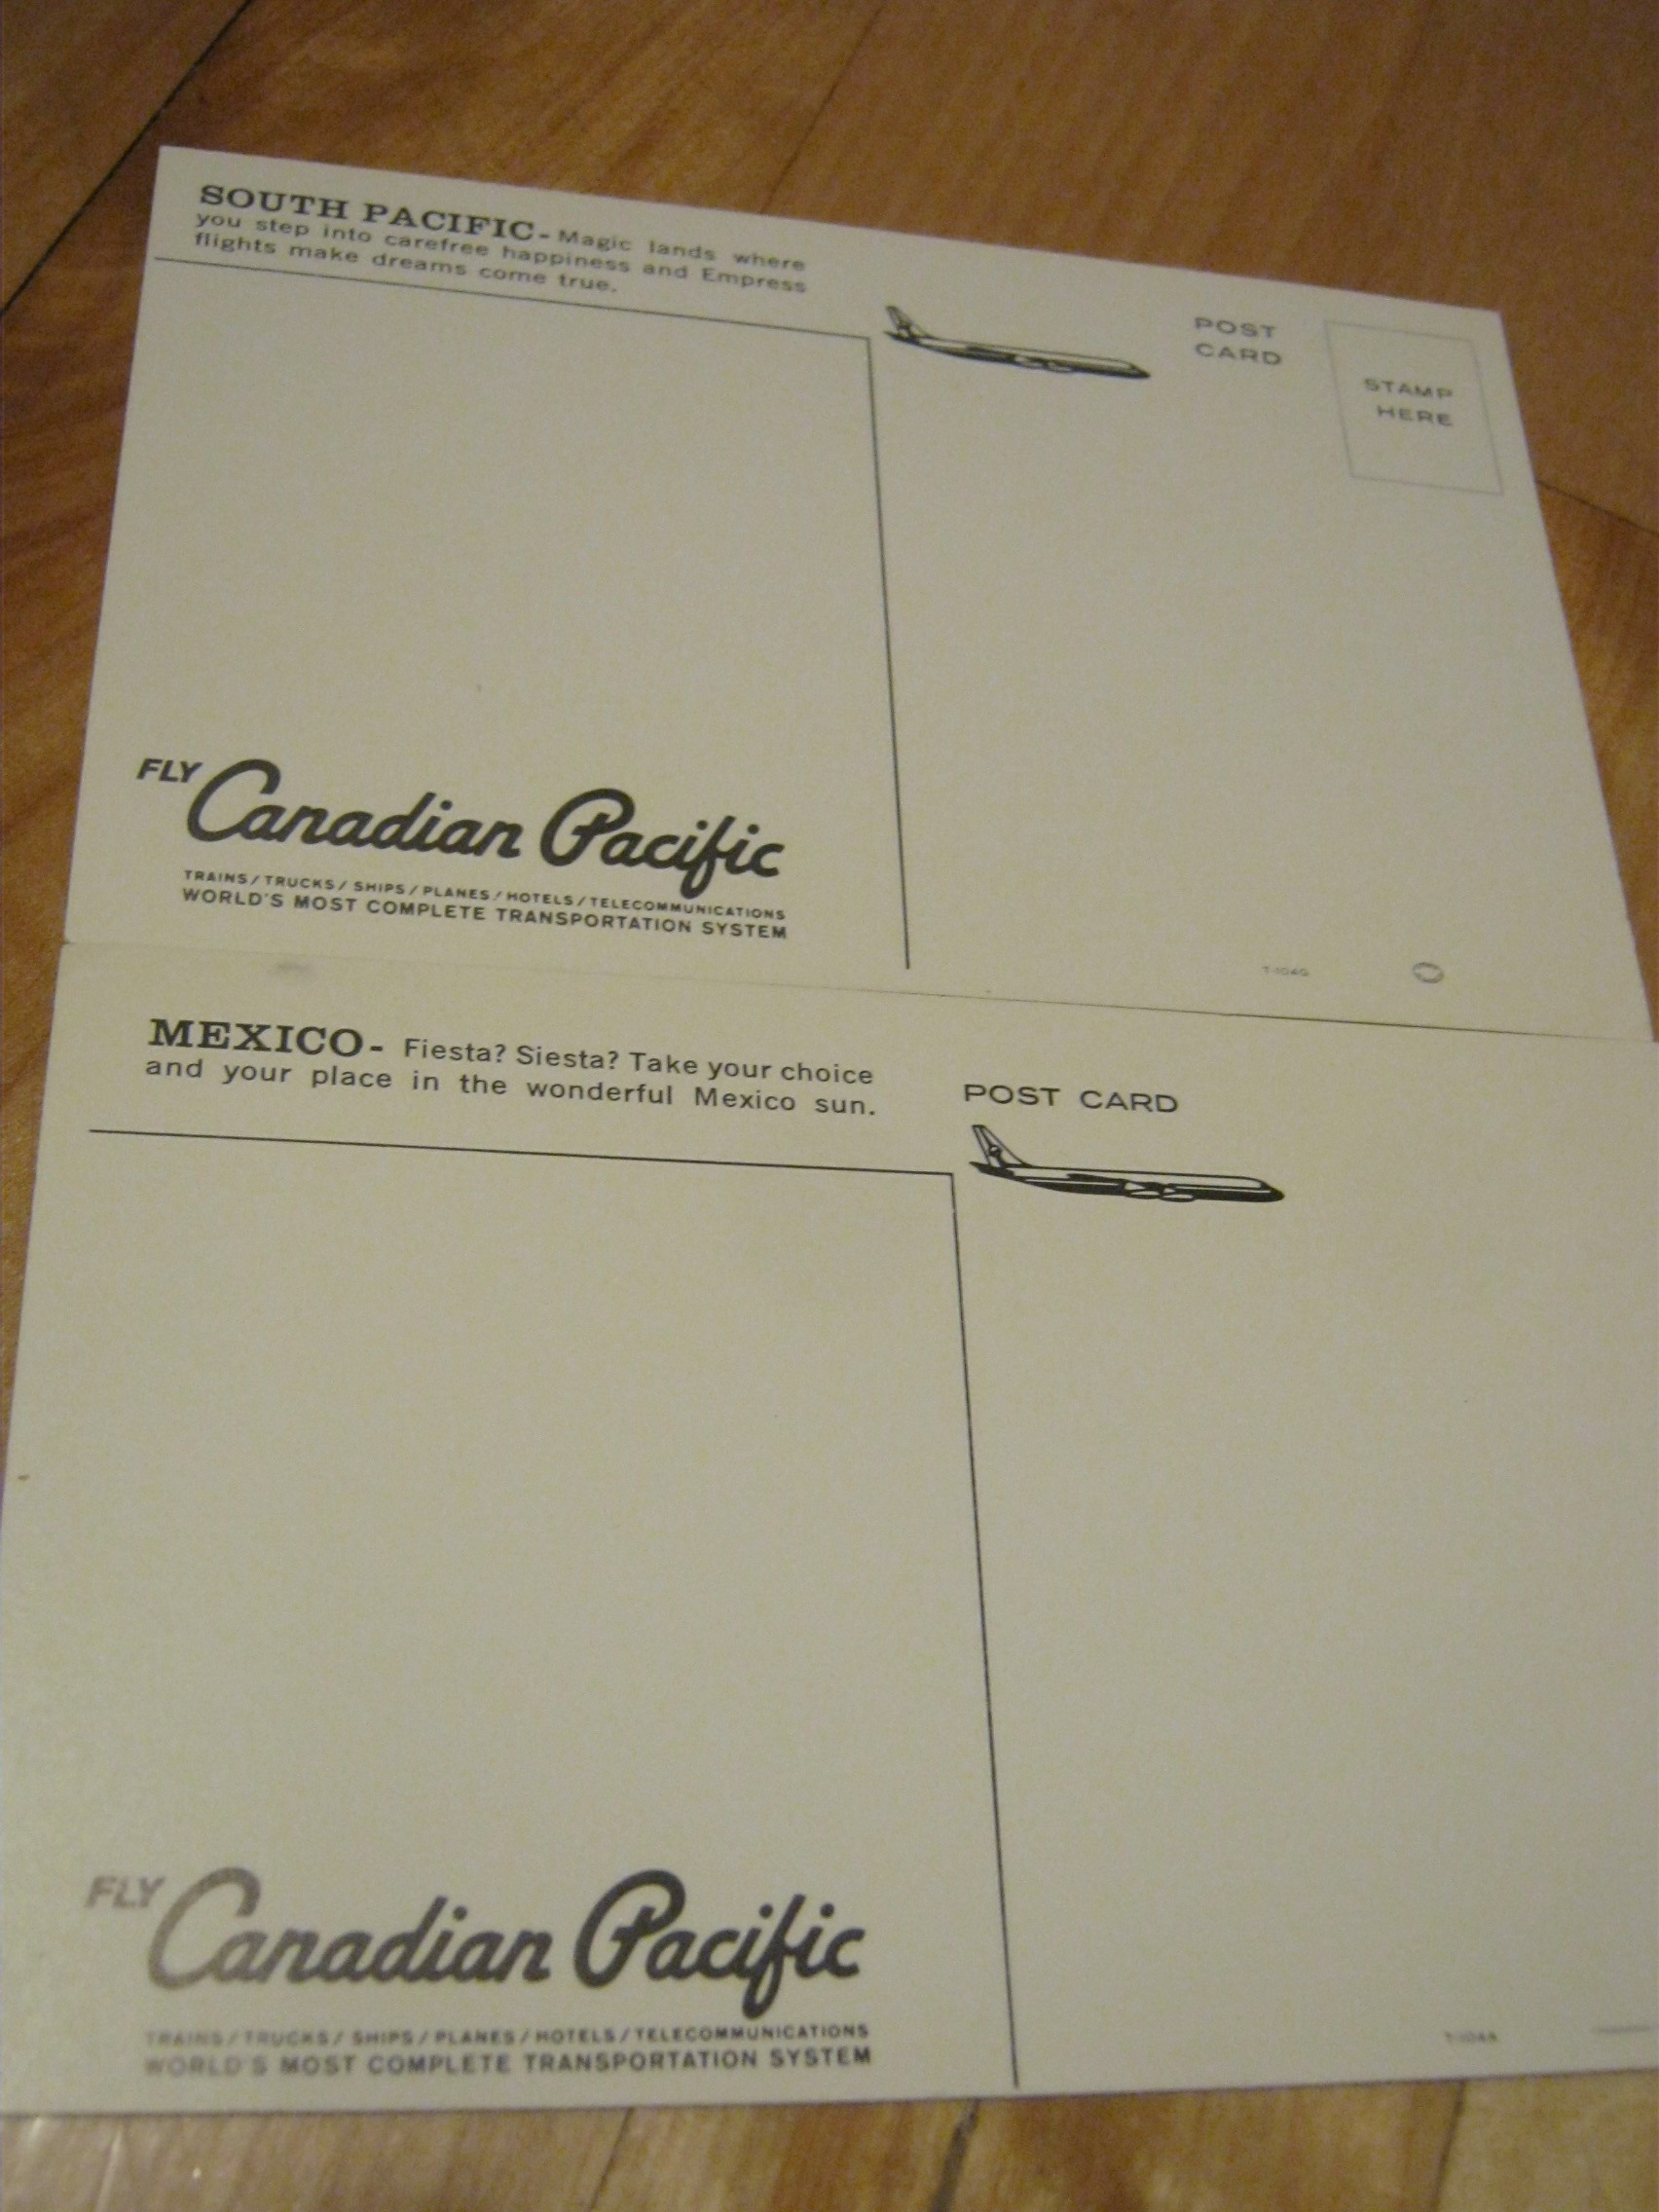 SOUTH PACIFIC - Magic lands where
you step into carefree happiness and Empress
flights make dreams come true.
POST
CARD
STAMP
HERE
FLY
Canadian Pacific
TRAINS / TRUCKS / SHIPS / PLANES / HOTELS / TELECOMMUNICATIONS
WORLD'S MOST COMPLETE TRANSPORTATION SYSTEM
MEXICO - Fiesta? Siesta? Take your choice
and your place in the wonderful Mexico sun.
POST CARD
FLY
Canadian Pacific
TRAINS / TRUCKS / SHIPS / PLANES / HOTELS / TELECOMMUNICATIONS
WORLD'S MOST COMPLETE TRANSPORTATION SYSTEM